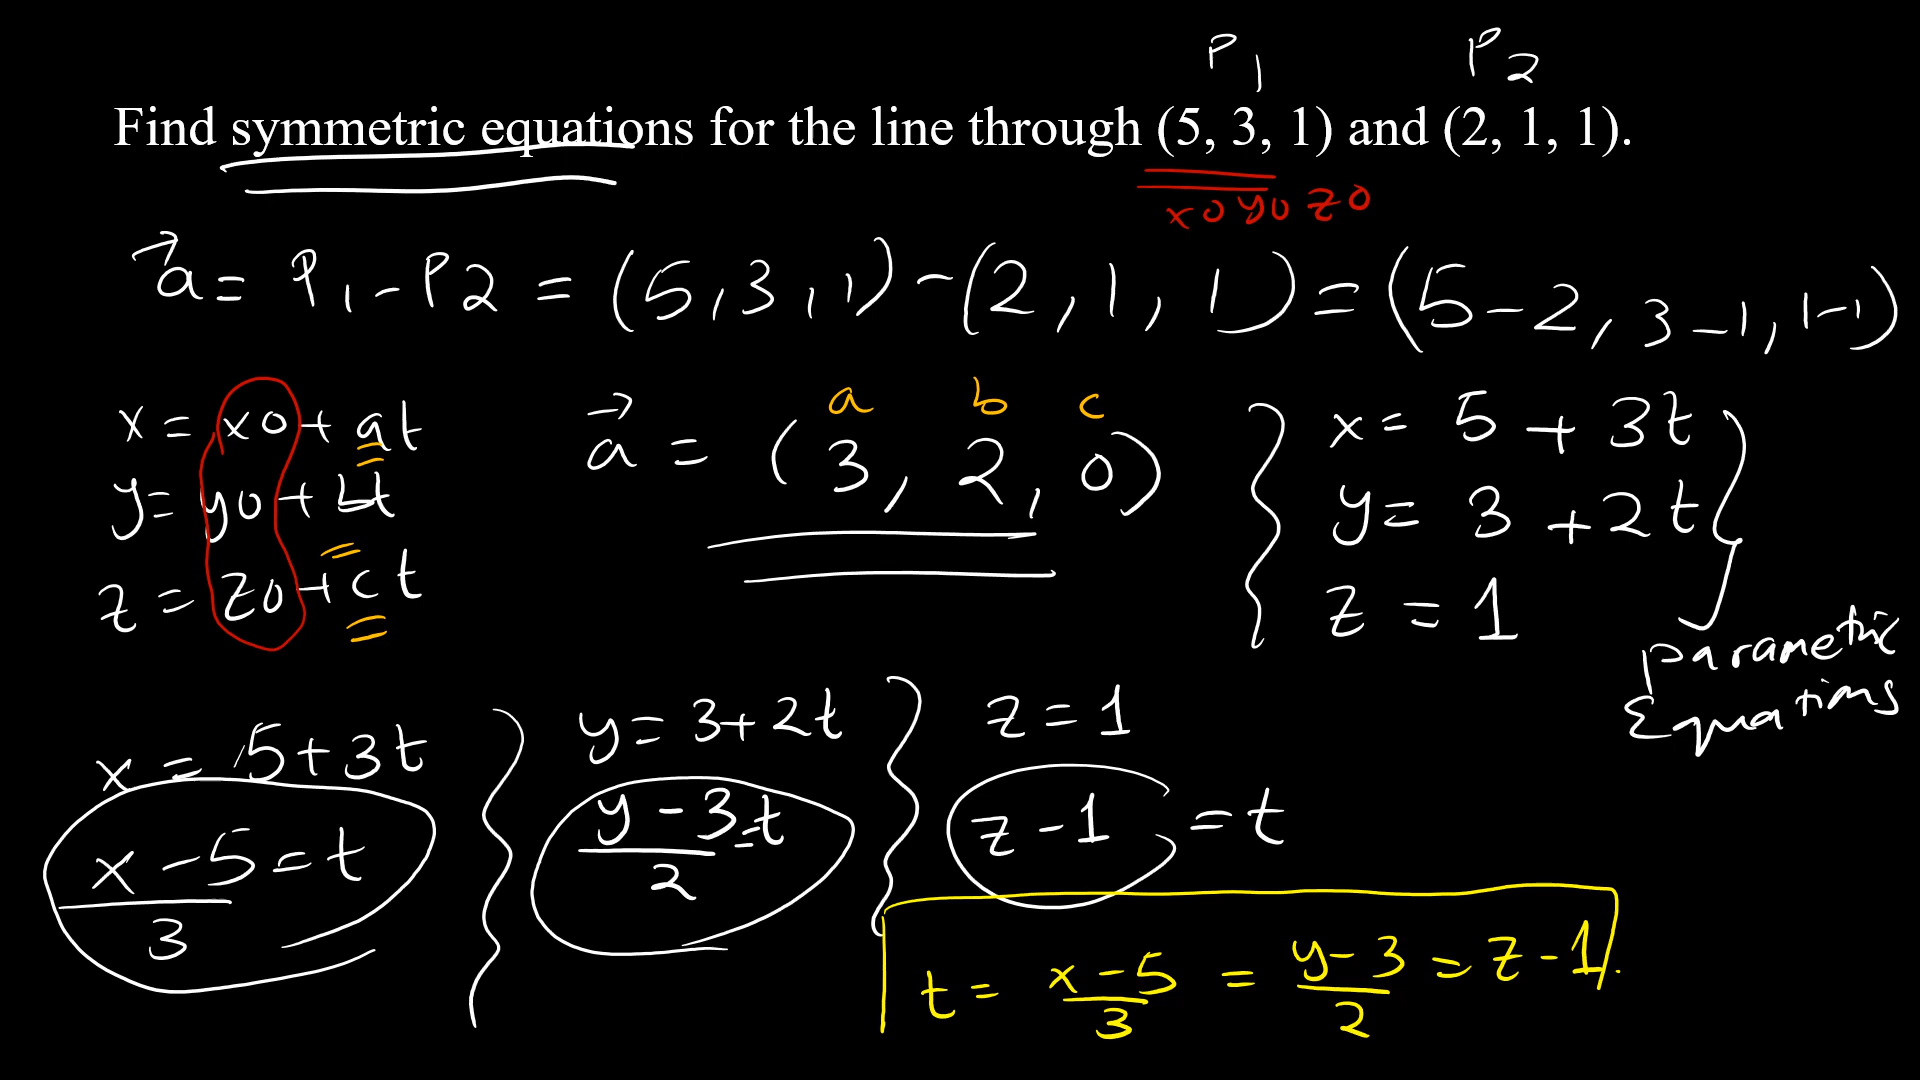 P1 P2
Find symmetric equations for the line through (5, 3, 1) and (2, 1, 1).
x0 y0 z0
a⃗ = P1 - P2 = (5, 3, 1) - (2, 1, 1) = (5-2, 3-1, 1-1)
a b c
x = x0 + at
y = y0 + bt
z = z0 + ct
a⃗ = (3, 2, 0)
x = 5 + 3t
y = 3 + 2t
z = 1
Parametric
Equations
x = 5+3t
x-5/3 = t
y = 3+2t
y-3/2 = t
z = 1
z-1 = t
t = x-5/3 = y-3/2 = z-1.